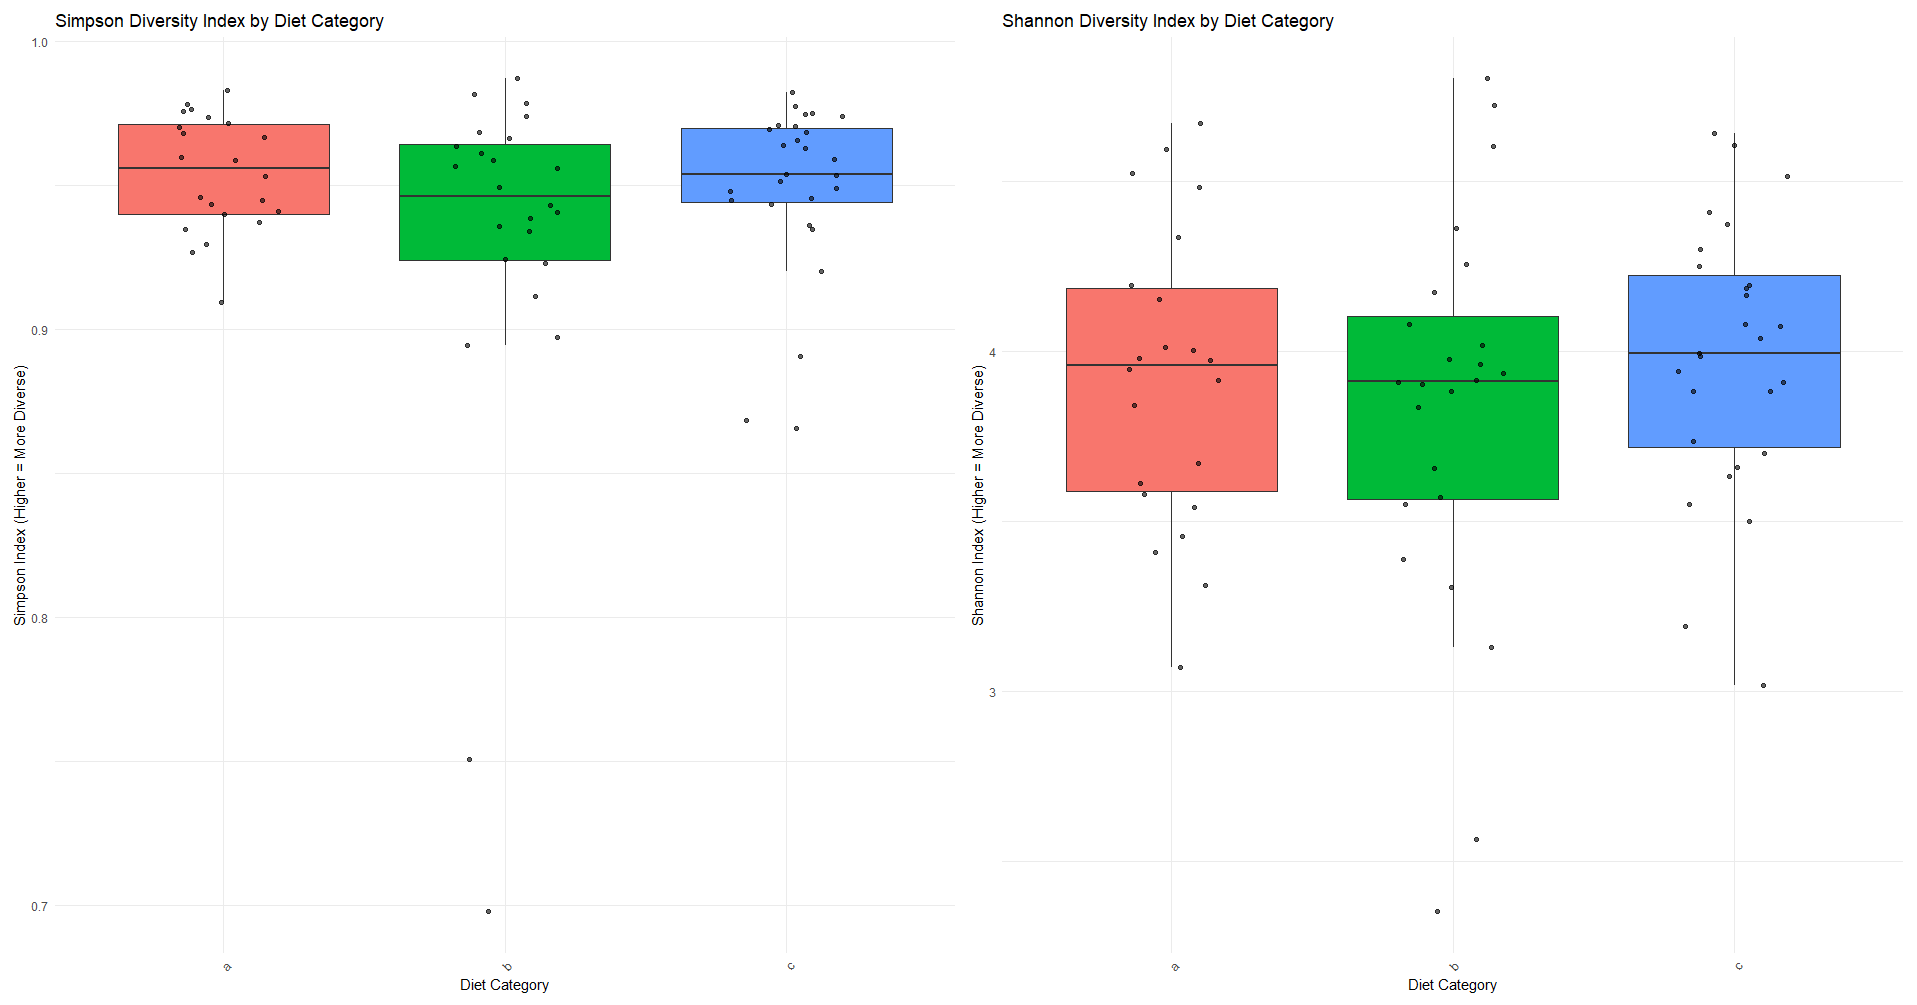 Simpson Diversity Index by Diet Category
Simpson Index (Higher = More Diverse)
1.0
0.9
0.8
0.7
a
b
c
Diet Category
Shannon Diversity Index by Diet Category
Shannon Index (Higher = More Diverse)
4
3
a
b
c
Diet Category